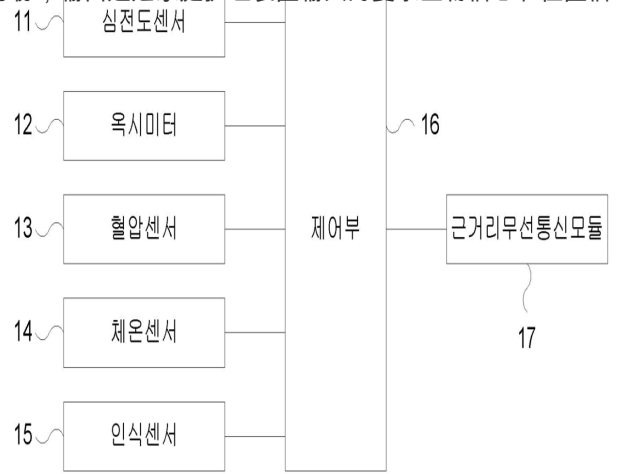 11 심전도센서
12 옥시미터
16
13 혈압센서
제어부
근거리무선통신모듈
14 체온센서
17
15 인식센서